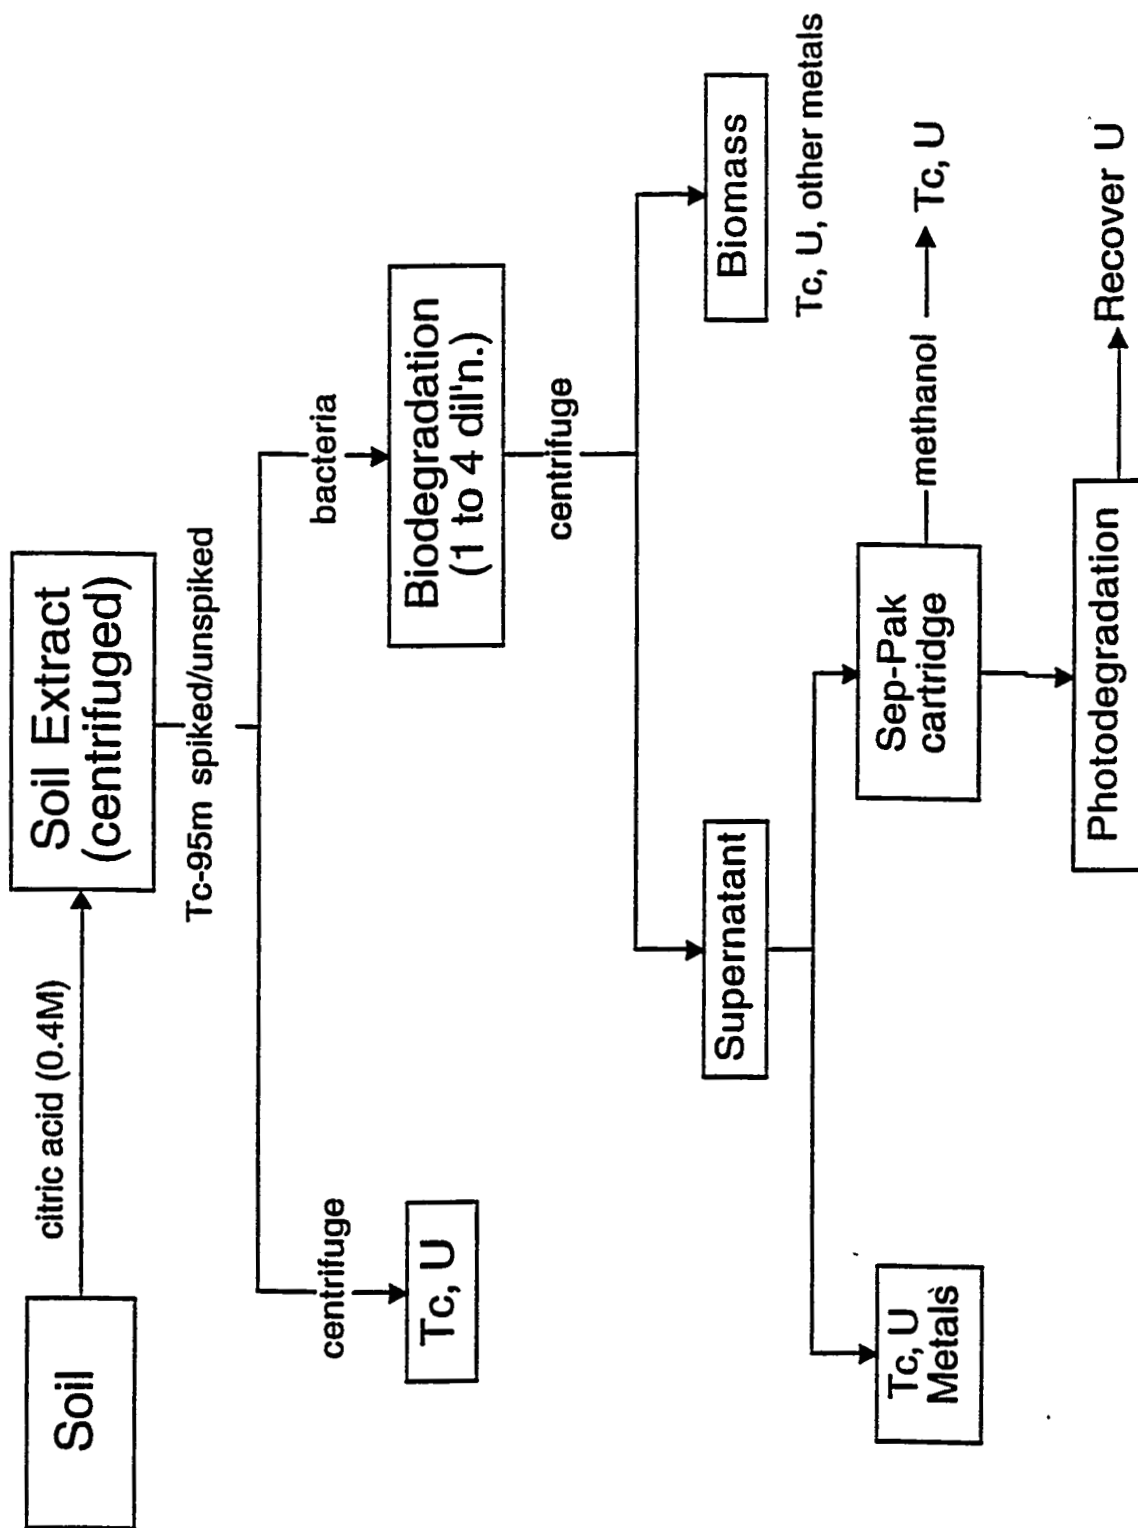 Soil
citric acid (0.4M)
Soil Extract
(centrifuged)
Tc-95m spiked/unspiked
centrifuge
Tc, U
bacteria
Biodegradation
(1 to 4 dil'n.)
centrifuge
Supernatant
Biomass
Tc, U, other metals
Tc, U
Metals
Sep-Pak
cartridge
methanol
Tc, U
Photodegradation
Recover U